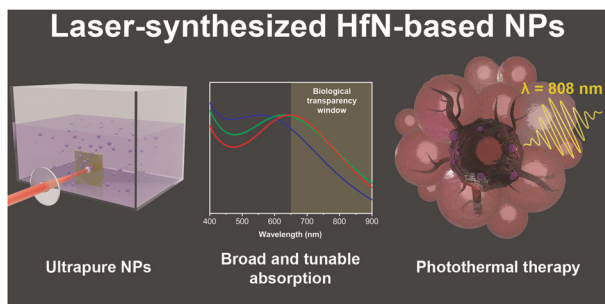 Laser-synthesized HfN-based NPs
Biological
transparency
window
400 500 600 700 800 900
Wavelength (nm)
λ = 808 nm
Ultrapure NPs
Broad and tunable
absorption
Photothermal therapy